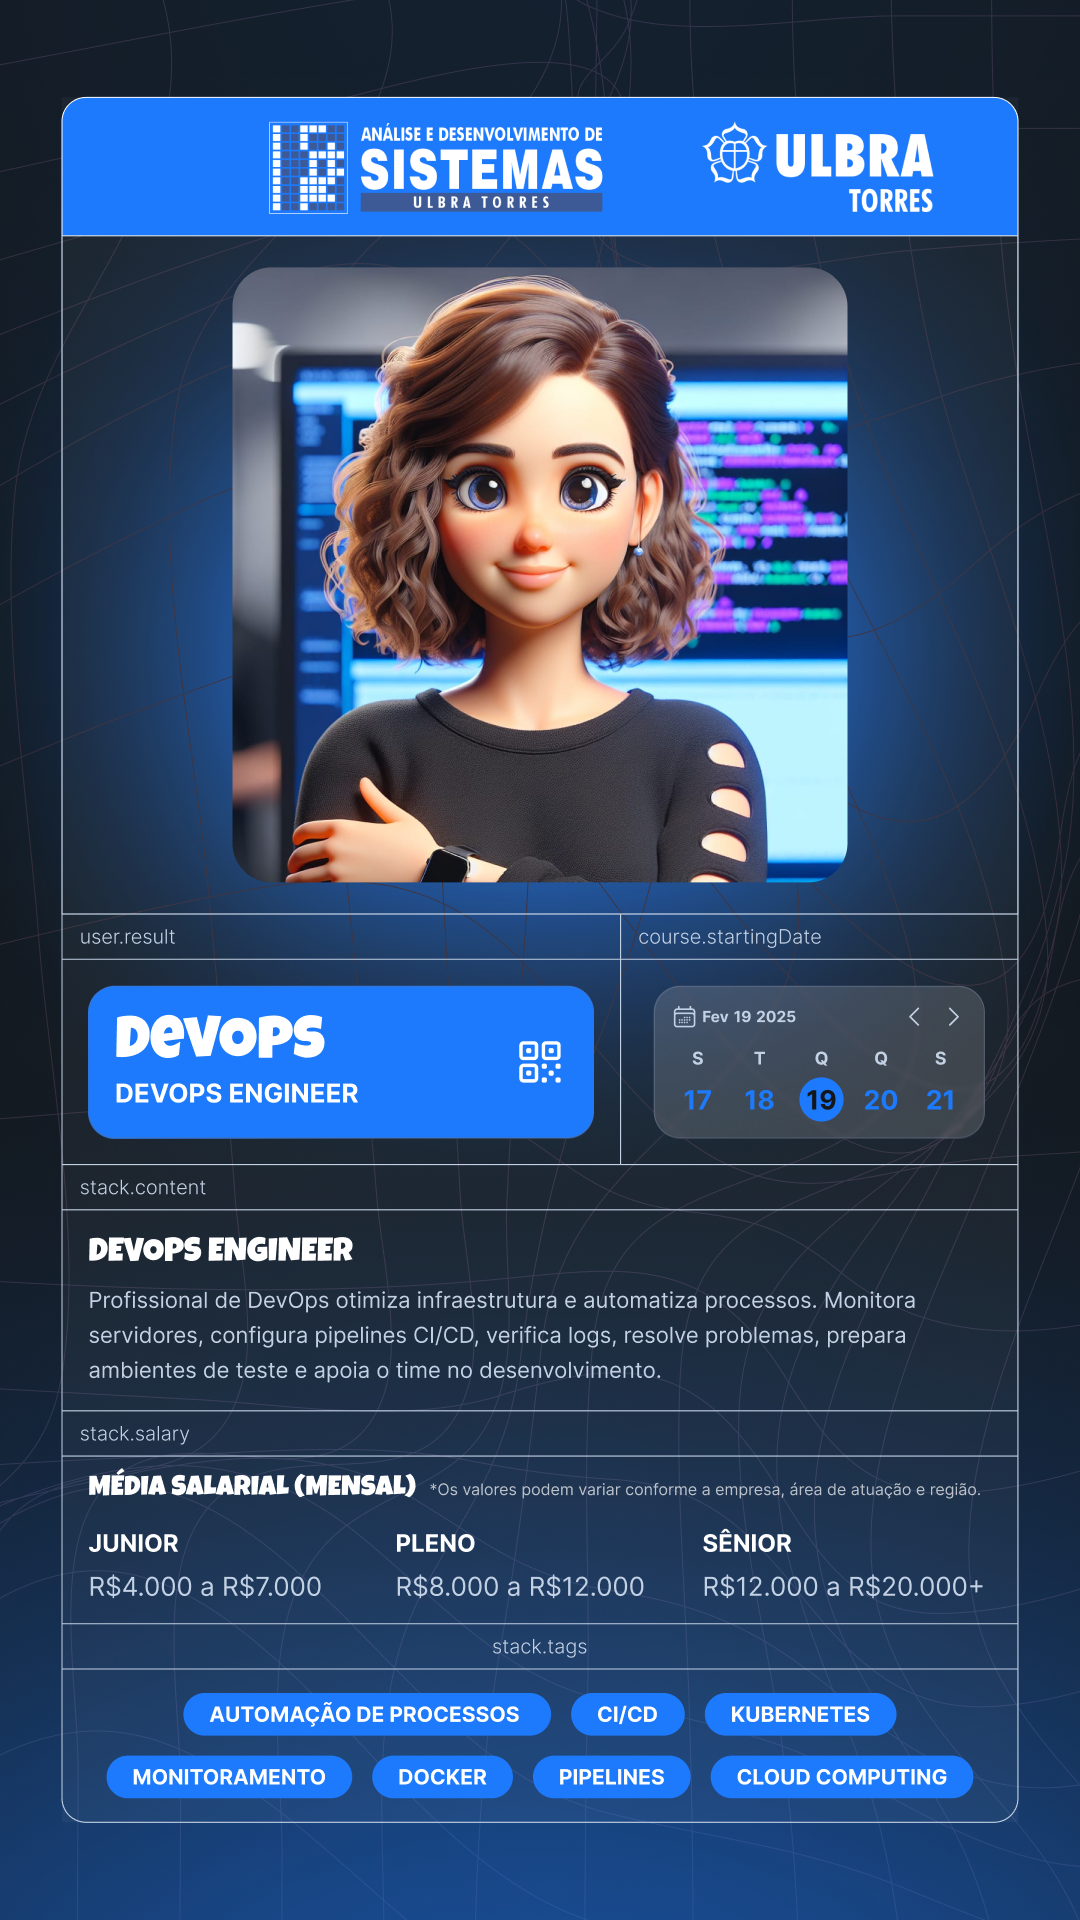 ANÁLISE E DESENVOLVIMENTO DE
SISTEMAS
ULBRA TORRES
ULBRA
TORRES
user.result
course.startingDate
DEVOPS
DEVOPS ENGINEER
Fev 19 2025
S T Q Q S
17 18 19 20 21
stack.content
DEVOPS ENGINEER
Profissional de DevOps otimiza infraestrutura e automatiza processos. Monitora
servidores, configura pipelines CI/CD, verifica logs, resolve problemas, prepara
ambientes de teste e apoia o time no desenvolvimento.
stack.salary
MÉDIA SALARIAL (MENSAL) *Os valores podem variar conforme a empresa, área de atuação e região.
JUNIOR PLENO SÊNIOR
R$4.000 a R$7.000 R$8.000 a R$12.000 R$12.000 a R$20.000+
stack.tags
AUTOMAÇÃO DE PROCESSOS CI/CD KUBERNETES
MONITORAMENTO DOCKER PIPELINES CLOUD COMPUTING